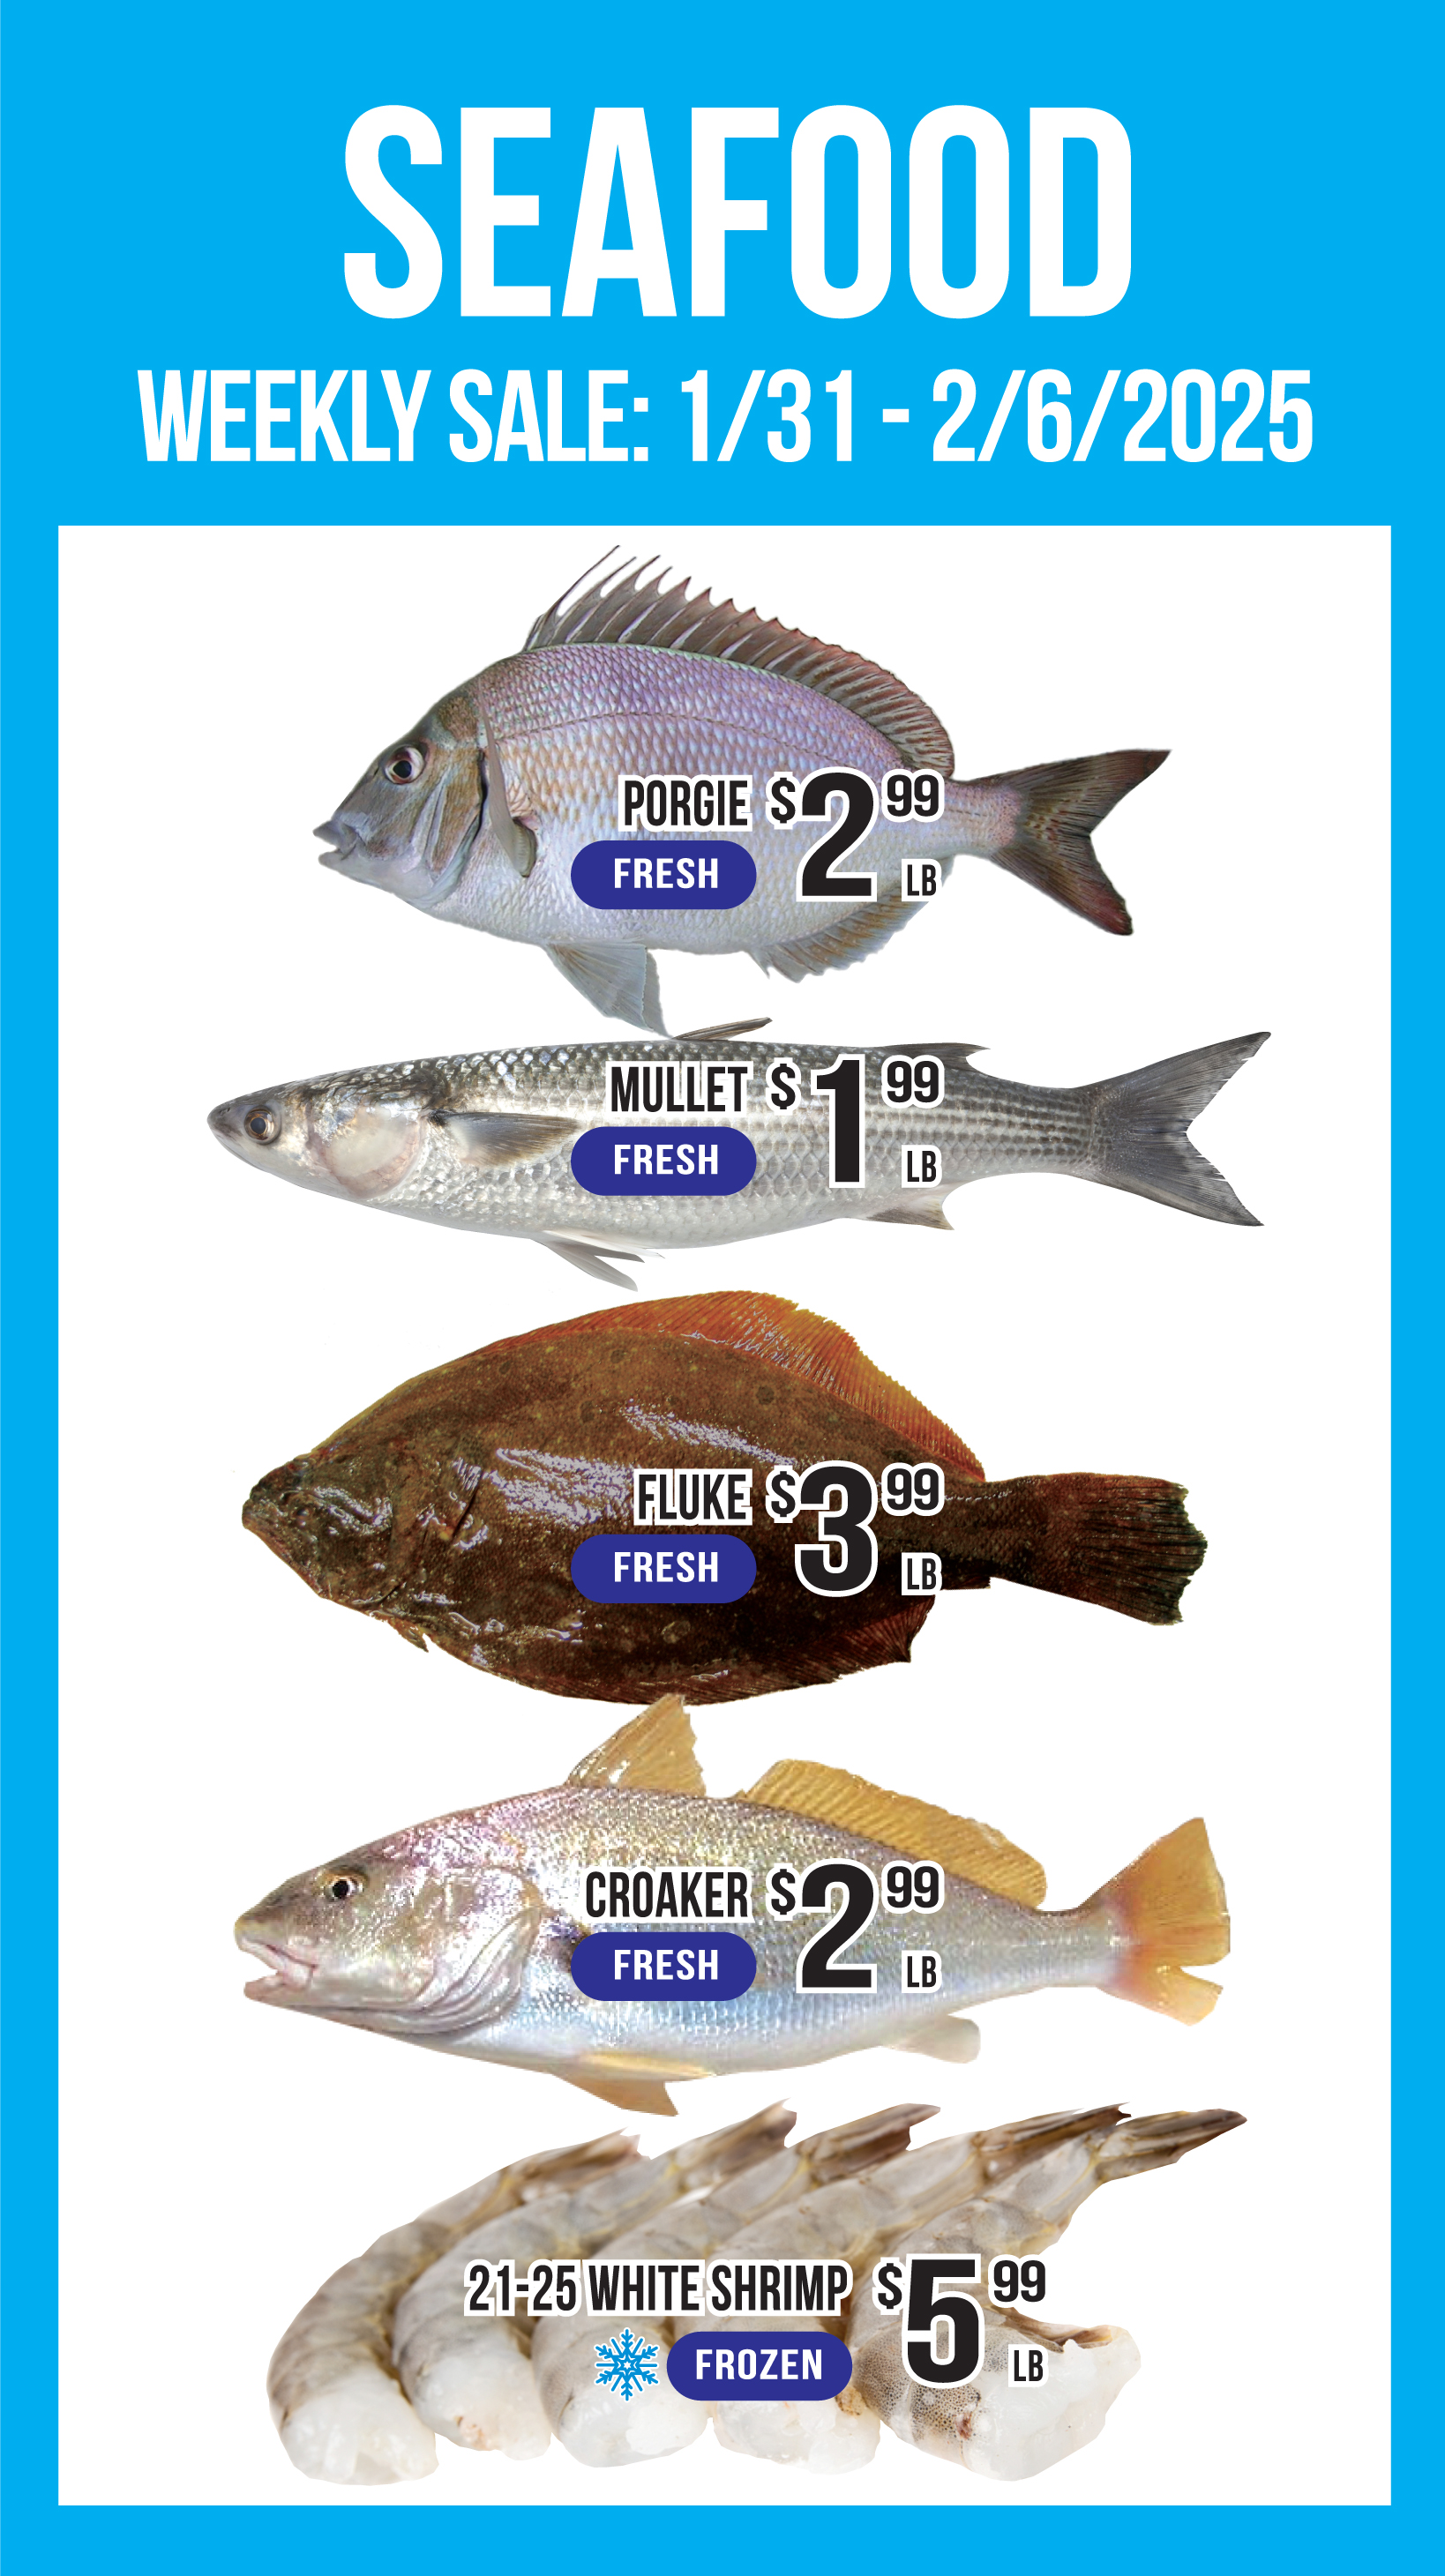 SEAFOOD
WEEKLY SALE: 1/31 - 2/6/2025
PORGIE $2 99
FRESH LB
MULLET $1 99
FRESH LB
FLUKE $3 99
FRESH LB
CROAKER $2 99
FRESH LB
21-25 WHITE SHRIMP $5 99
FROZEN LB